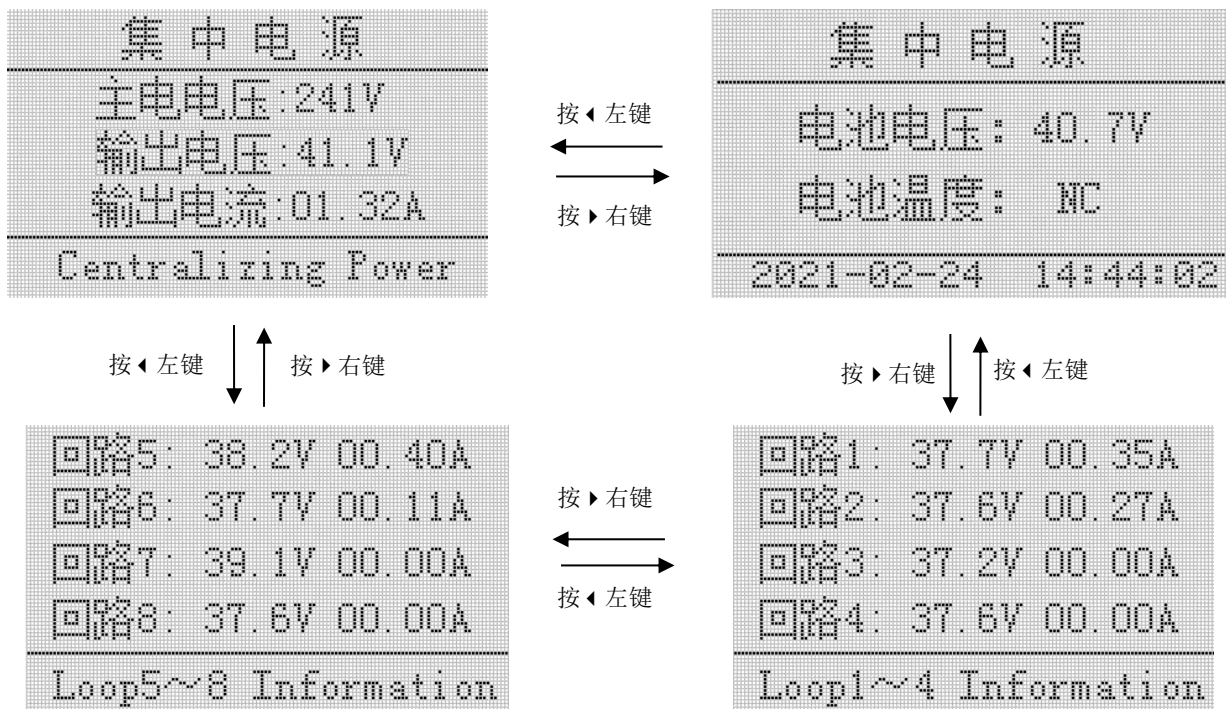 集中电源
主电电压:241V
输出电压:41.1V
输出电流:01.32A
Centralizing Power
按◀左键
按▶右键
集中电源
电池电压: 40.7V
电池温度: NC
2021-02-24 14:44:02
按◀左键
按▶右键
按▶右键
按◀左键
回路5: 38.2V 00.40A
回路6: 37.7V 00.11A
回路7: 39.1V 00.00A
回路8: 37.6V 00.00A
Loop5～8 Information
按▶右键
按◀左键
回路1: 37.7V 00.35A
回路2: 37.6V 00.27A
回路3: 37.2V 00.00A
回路4: 37.6V 00.00A
Loop1～4 Information